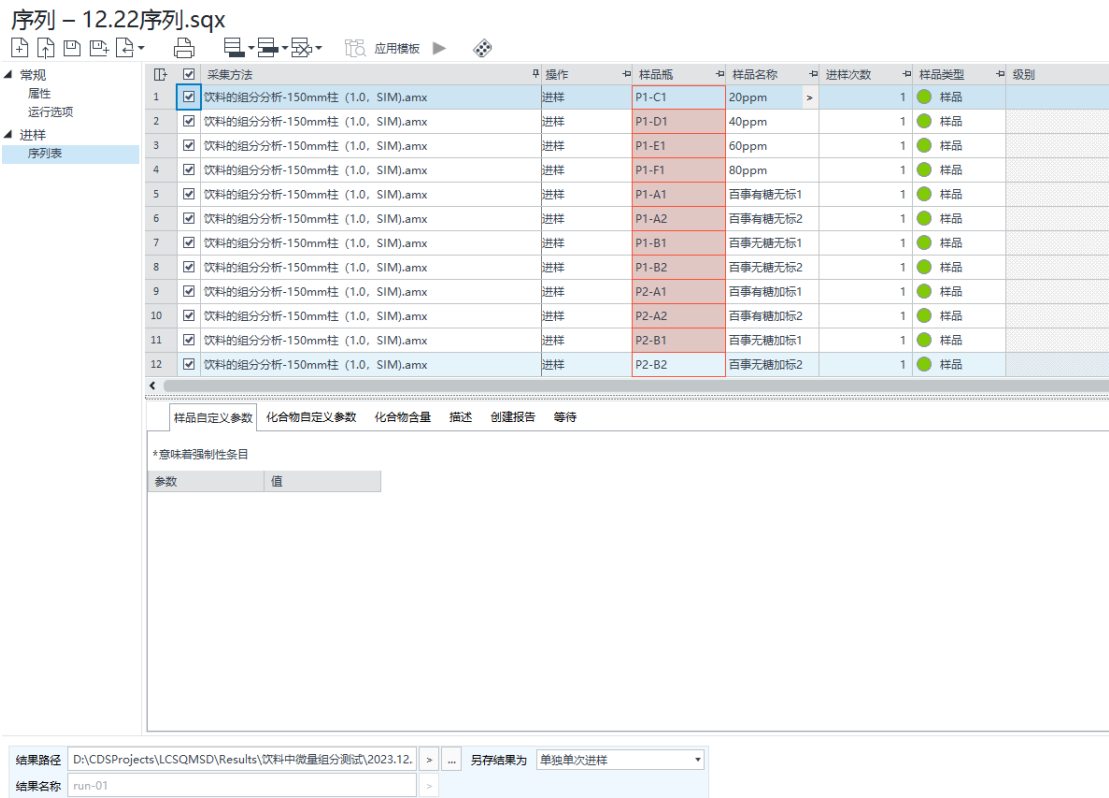 序列 – 12.22序列.sqx
应用模板
常规
属性
运行选项
进样
序列表
采集方法 操作 样品瓶 样品名称 进样次数 样品类型 级别
1 饮料的组分分析-150mm柱（1.0，SIM).amx 进样 P1-C1 20ppm > 1 样品
2 饮料的组分分析-150mm柱（1.0，SIM).amx 进样 P1-D1 40ppm 1 样品
3 饮料的组分分析-150mm柱（1.0，SIM).amx 进样 P1-E1 60ppm 1 样品
4 饮料的组分分析-150mm柱（1.0，SIM).amx 进样 P1-F1 80ppm 1 样品
5 饮料的组分分析-150mm柱（1.0，SIM).amx 进样 P1-A1 百事有糖无标1 1 样品
6 饮料的组分分析-150mm柱（1.0，SIM).amx 进样 P1-A2 百事有糖无标2 1 样品
7 饮料的组分分析-150mm柱（1.0，SIM).amx 进样 P1-B1 百事无糖无标1 1 样品
8 饮料的组分分析-150mm柱（1.0，SIM).amx 进样 P1-B2 百事无糖无标2 1 样品
9 饮料的组分分析-150mm柱（1.0，SIM).amx 进样 P2-A1 百事有糖加标1 1 样品
10 饮料的组分分析-150mm柱（1.0，SIM).amx 进样 P2-A2 百事有糖加标2 1 样品
11 饮料的组分分析-150mm柱（1.0，SIM).amx 进样 P2-B1 百事无糖加标1 1 样品
12 饮料的组分分析-150mm柱（1.0，SIM).amx 进样 P2-B2 百事无糖加标2 1 样品
样品自定义参数 化合物自定义参数 化合物含量 描述 创建报告 等待
*意味着强制性条目
参数 值
结果路径 D:\CDSProjects\LCSQMSD\Results\饮料中微量组分测试\2023.12. > ... 另存结果为 单独单次进样
结果名称 run-01 >